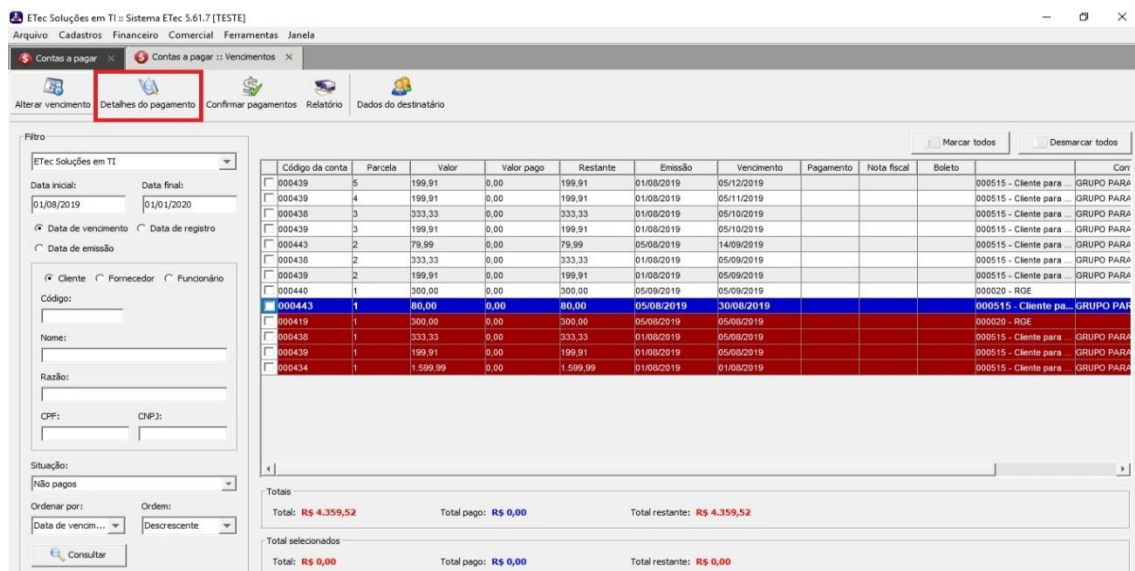 ETec Soluções em TI :: Sistema ETec 5.61.7 [TESTE]
Arquivo Cadastros Financeiro Comercial Ferramentas Janela
Contas a pagar Contas a pagar :: Vencimentos
Alterar vencimento Detalhes do pagamento Confirmar pagamentos Relatório Dados do destinatário
Marcar todos Desmarcar todos
Filtro
ETec Soluções em TI
Data inicial: Data final:
01/08/2019 01/01/2020
Data de vencimento Data de registro
Data de emissão
Cliente Fornecedor Funcionário
Código:
Nome:
Razão:
CPF: CNPJ:
Situação:
Não pagos
Ordenar por: Ordem:
Data de vencim... Descrescente
Consultar
Código da conta Parcela Valor Valor pago Restante Emissão Vencimento Pagamento Nota fiscal Boleto Con
000439 5 199,91 0,00 199,91 01/08/2019 05/12/2019 000515 - Cliente para ... GRUPO PARA
000439 4 199,91 0,00 199,91 01/08/2019 05/11/2019 000515 - Cliente para ... GRUPO PARA
000438 3 333,33 0,00 333,33 01/08/2019 05/10/2019 000515 - Cliente para ... GRUPO PARA
000439 3 199,91 0,00 199,91 01/08/2019 05/10/2019 000515 - Cliente para ... GRUPO PARA
000443 2 79,99 0,00 79,99 05/08/2019 14/09/2019 000515 - Cliente para ... GRUPO PARA
000438 2 333,33 0,00 333,33 01/08/2019 05/09/2019 000515 - Cliente para ... GRUPO PARA
000439 2 199,91 0,00 199,91 01/08/2019 05/09/2019 000515 - Cliente para ... GRUPO PARA
000440 1 300,00 0,00 300,00 05/09/2019 05/09/2019 000020 - RGE
000443 1 80,00 0,00 80,00 05/08/2019 30/08/2019 000515 - Cliente pa... GRUPO PAR
000419 1 300,00 0,00 300,00 05/08/2019 05/08/2019 000020 - RGE
000438 1 333,33 0,00 333,33 01/08/2019 05/08/2019 000515 - Cliente para ... GRUPO PARA
000439 1 199,91 0,00 199,91 01/08/2019 05/08/2019 000515 - Cliente para ... GRUPO PARA
000434 1 1.599,99 0,00 1.599,99 01/08/2019 01/08/2019 000515 - Cliente para ... GRUPO PARA
Totais
Total: R$ 4.359,52 Total pago: R$ 0,00 Total restante: R$ 4.359,52
Total selecionados
Total: R$ 0,00 Total pago: R$ 0,00 Total restante: R$ 0,00